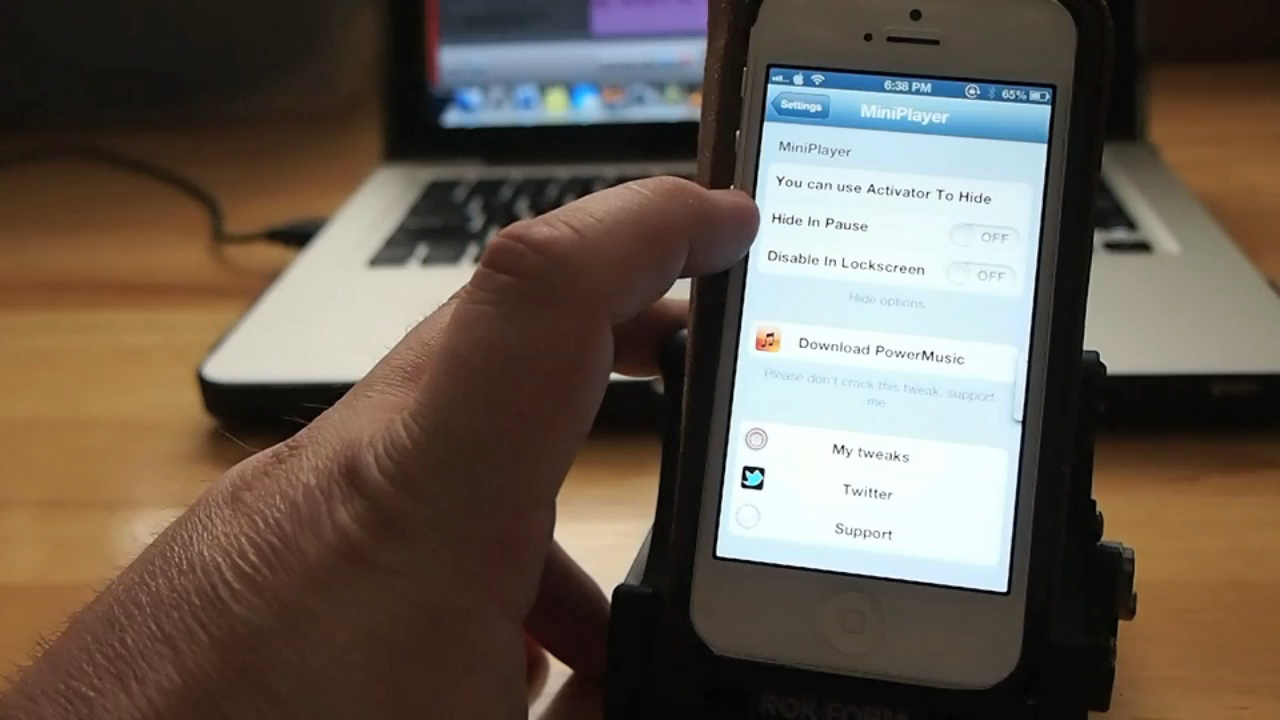 6:38 PM
65%
Settings
MiniPlayer
MiniPlayer
You can use Activator To Hide
Hide In Pause
OFF
Disable In Lockscreen
OFF
Hide options
Download PowerMusic
Please don't crack this tweak, support
me
My tweaks
Twitter
Support
ROKFORM